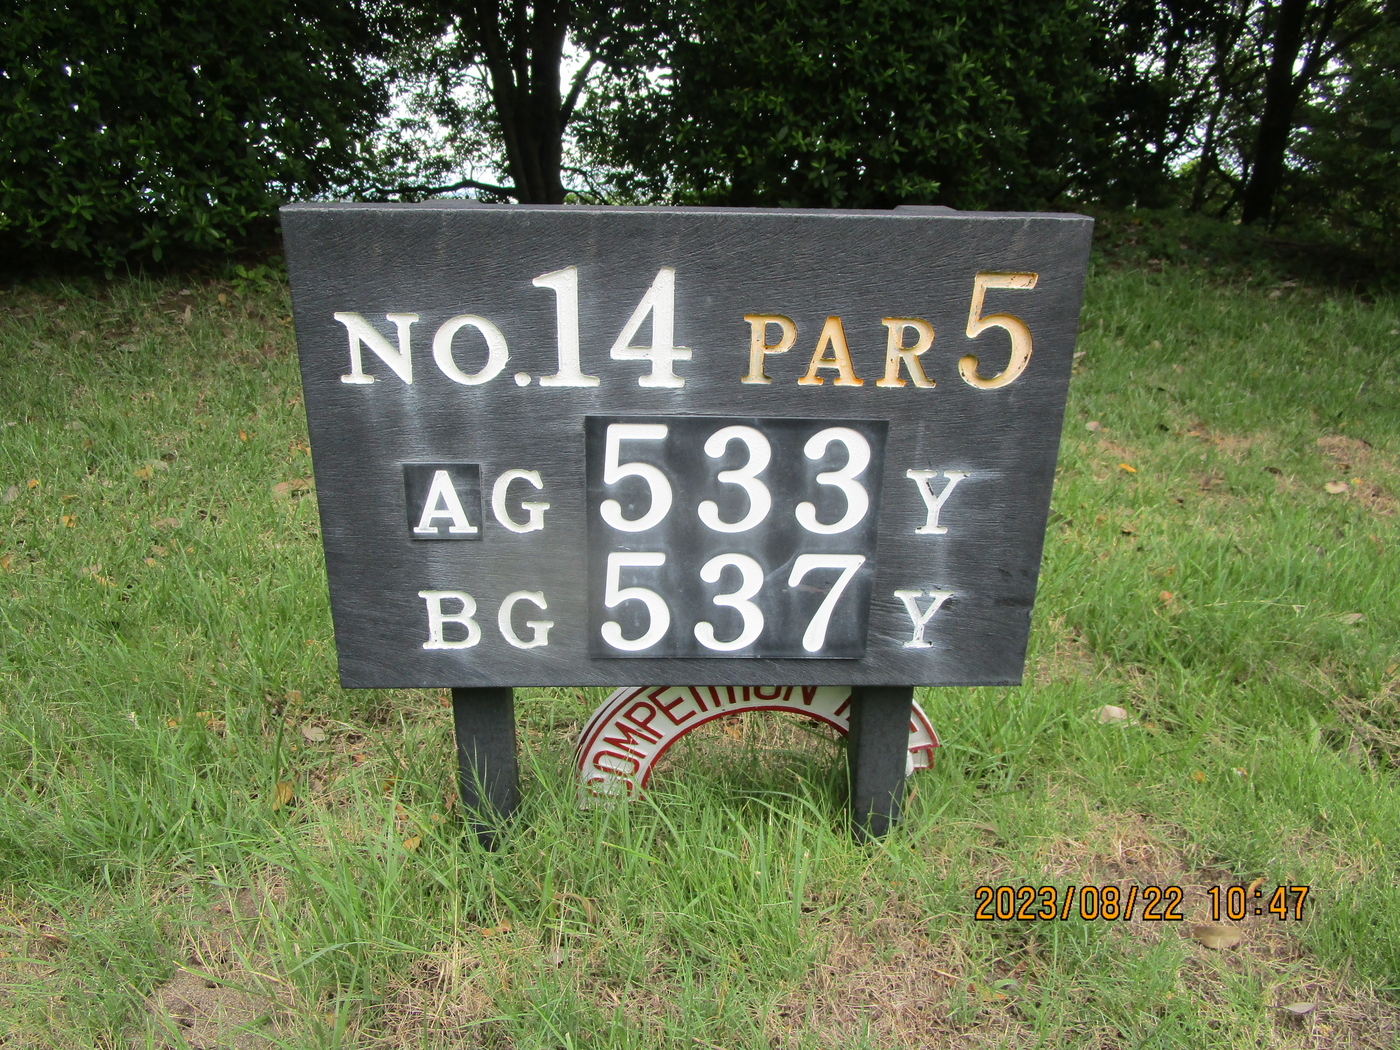 NO.14 PAR 5
AG 533 Y
BG 537 Y
COMPETITION
2023/08/22 10:47